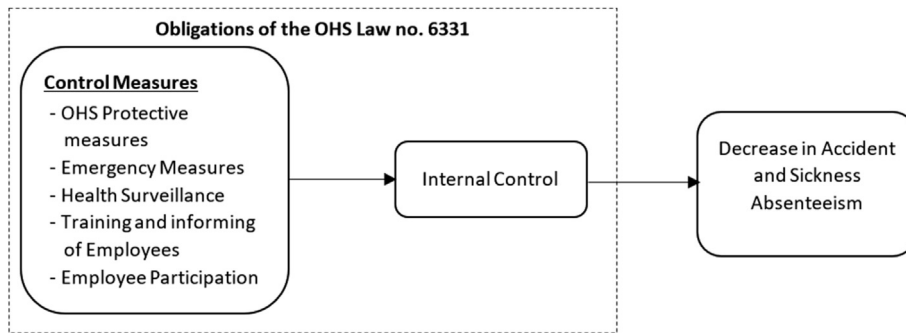 Obligations of the OHS Law no. 6331
Control Measures
- OHS Protective
measures
- Emergency Measures
- Health Surveillance
- Training and informing
of Employees
- Employee Participation
Internal Control
Decrease in Accident
and Sickness
Absenteeism